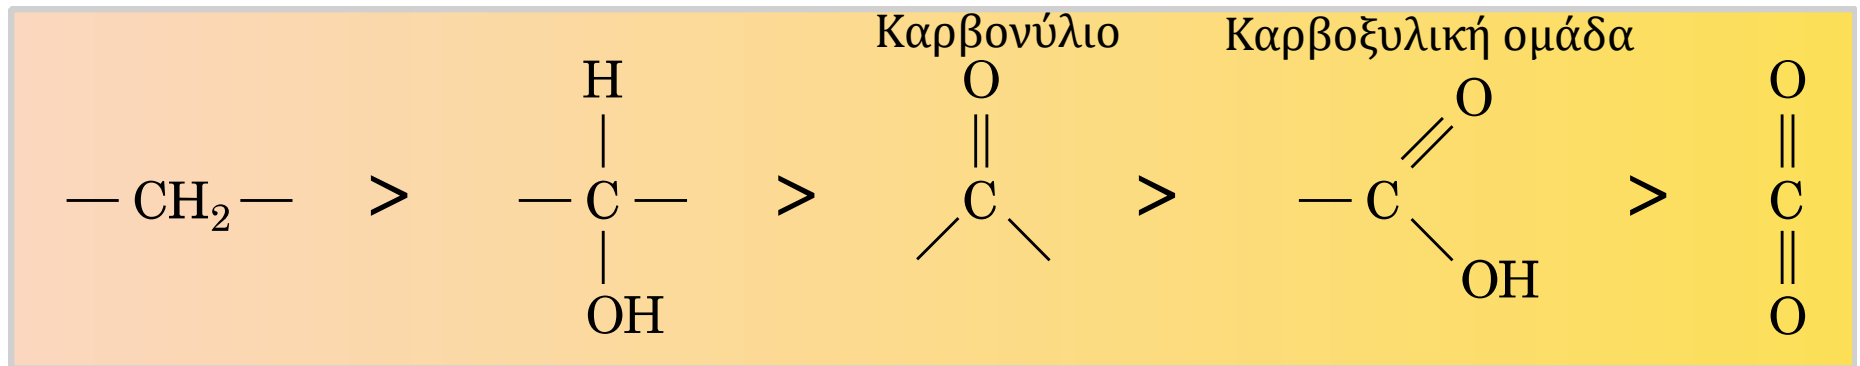 Καρβονύλιο Καρβοξυλική ομάδα
H O O O
— CH₂ — > — C — > C > — C > C
OH OH O